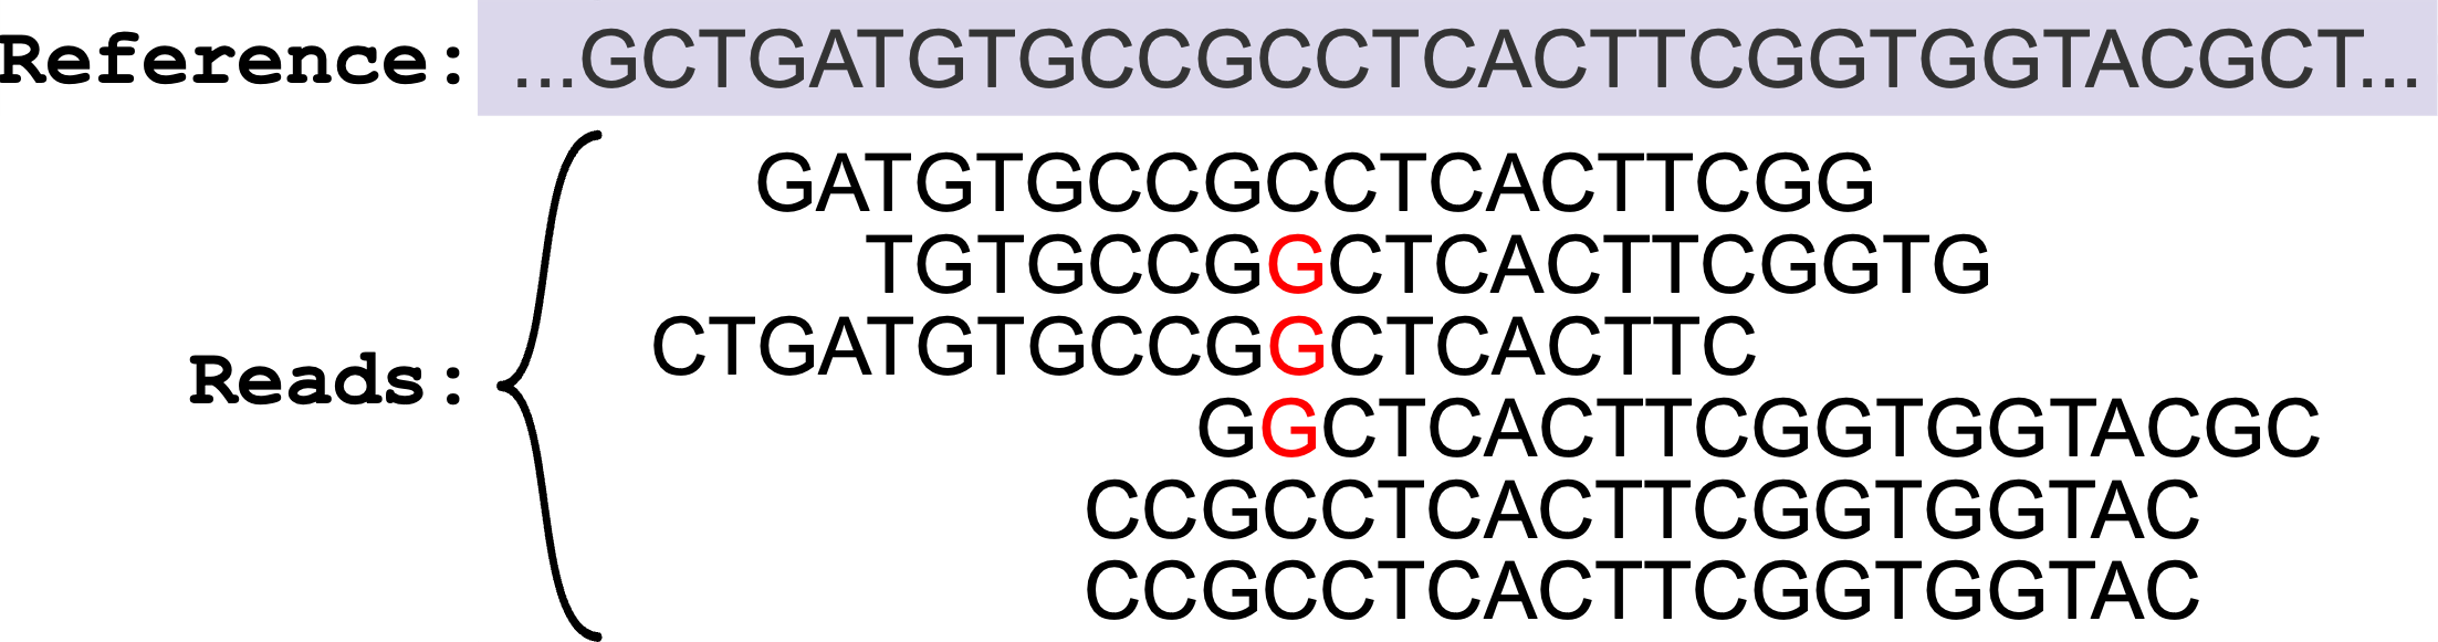 Reference: ...GCTGATGTGCCGCCTCACTTCGGTGGTACGCT...
GATGTGCCGCCTCACTTCGG
TGTGCCGGCTCACTTCGGTG
CTGATGTGCCGGCTCACTTC
Reads: GGCTCACTTCGGTGGTACGC
CCGCCTCACTTCGGTGGTAC
CCGCCTCACTTCGGTGGTAC